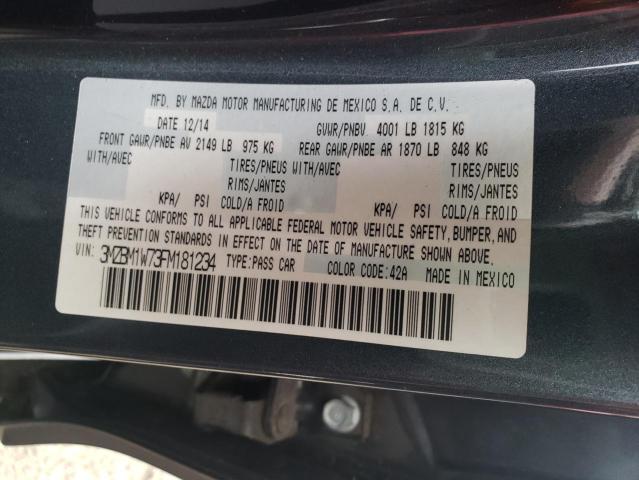 MFD. BY MAZDA MOTOR MANUFACTURING DE MEXICO S.A. DE C.V.
DATE 12/14 GVWR/PNBV 4001 LB 1815 KG
FRONT GAWR/PNBE AV 2149 LB 975 KG REAR GAWR/PNBE AR 1870 LB 848 KG
WITH/AVEC TIRES/PNEUS WITH/AVEC TIRES/PNEUS
RIMS/JANTES RIMS/JANTES
KPA/ PSI COLD/A FROID KPA/ PSI COLD/A FROID
THIS VEHICLE CONFORMS TO ALL APPLICABLE FEDERAL MOTOR VEHICLE SAFETY, BUMPER, AND
THEFT PREVENTION STANDARDS IN EFFECT ON THE DATE OF MANUFACTURE SHOWN ABOVE.
VIN: 3MZBM1W73FM181234 TYPE:PASS CAR COLOR CODE:42A MADE IN MEXICO